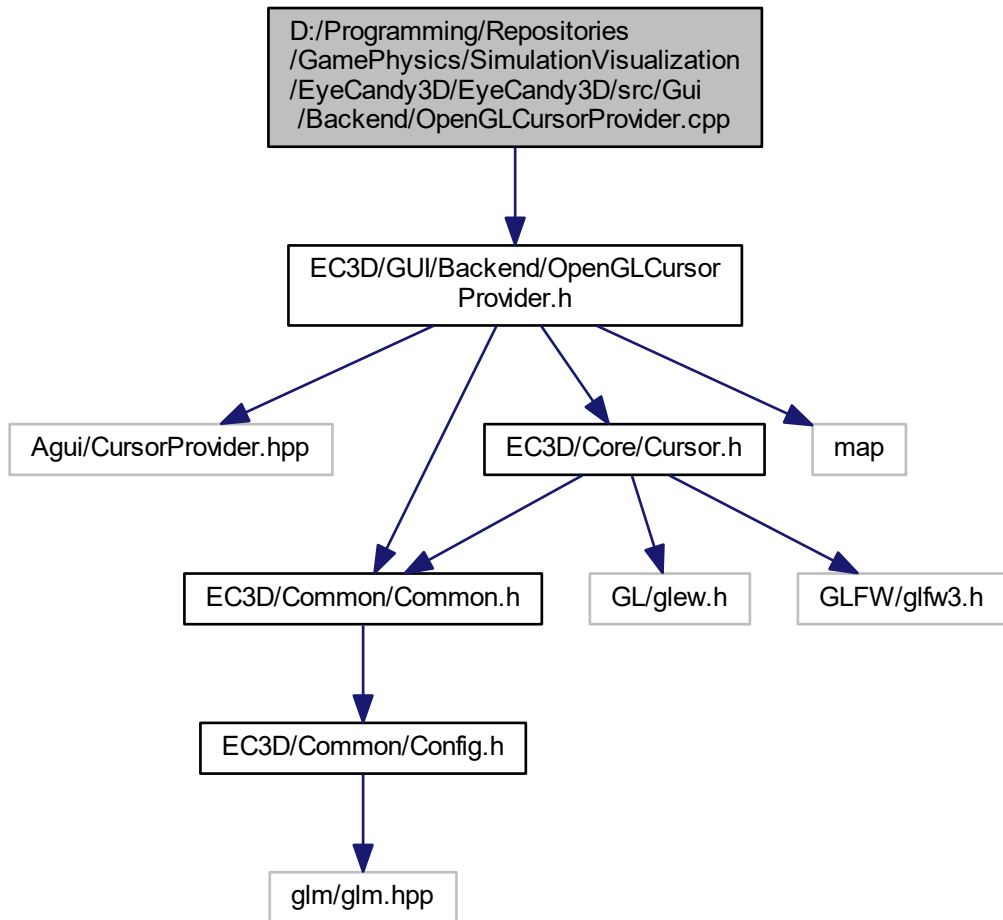 D:/Programming/Repositories
/GamePhysics/SimulationVisualization
/EyeCandy3D/EyeCandy3D/src/Gui
/Backend/OpenGLCursorProvider.cpp
EC3D/GUI/Backend/OpenGLCursor
Provider.h
Agui/CursorProvider.hpp
EC3D/Core/Cursor.h
map
EC3D/Common/Common.h
GL/glew.h
GLFW/glfw3.h
EC3D/Common/Config.h
glm/glm.hpp